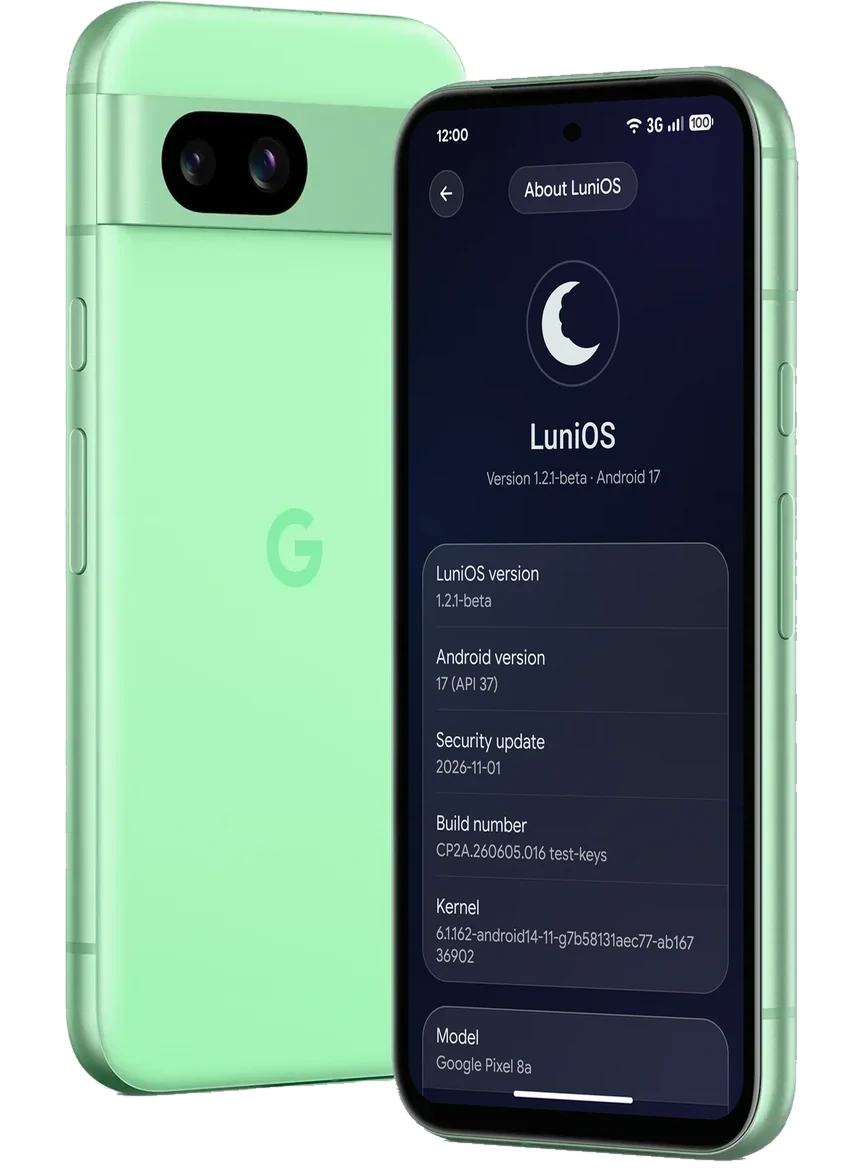 12:00
3G
100
About LuniOS
LuniOS
Version 1.2.1-beta · Android 17
LuniOS version
1.2.1-beta
Android version
17 (API 37)
Security update
2026-11-01
Build number
CP2A.260605.016 test-keys
Kernel
6.1.162-android14-11-g7b58131aec77-ab167
36902
Model
Google Pixel 8a
G